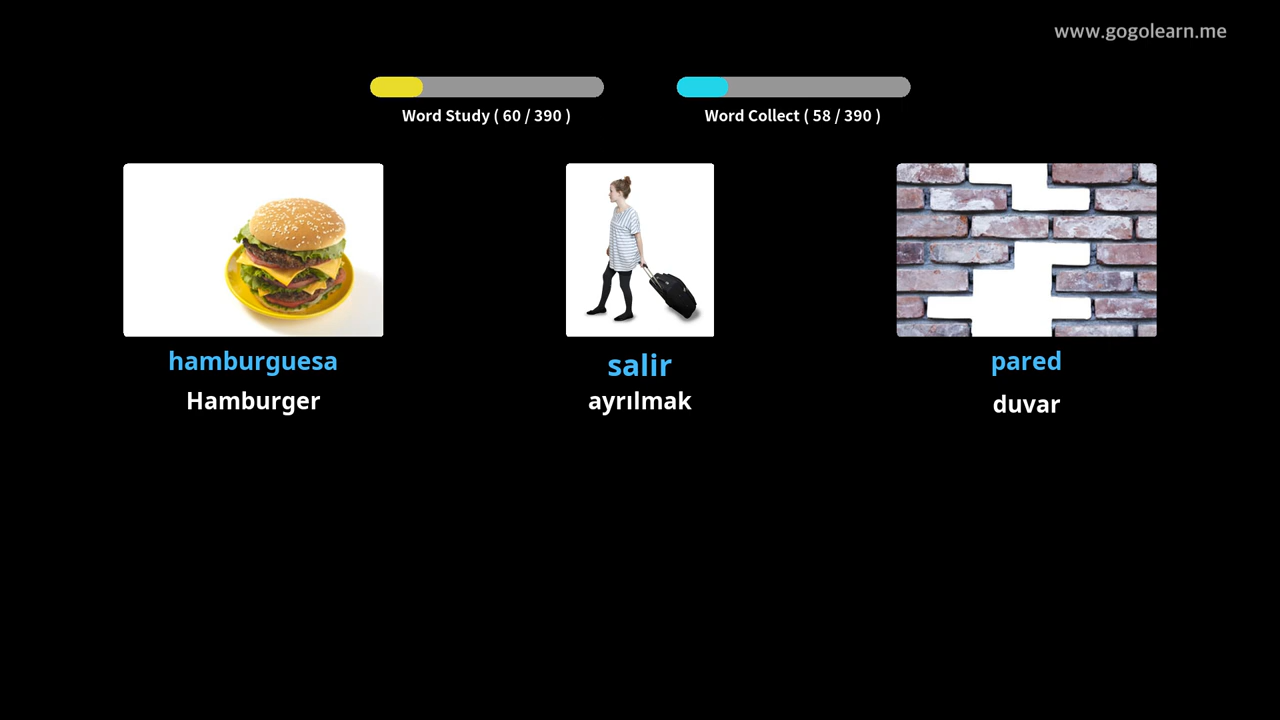 www.gogolearn.me
Word Study ( 60 / 390 )
Word Collect ( 58 / 390 )
hamburguesa
salir
pared
Hamburger
ayrılmak
duvar